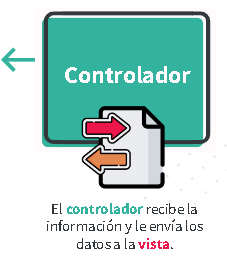 Controlador
El controlador recibe la
información y le envía los
datos a la vista.